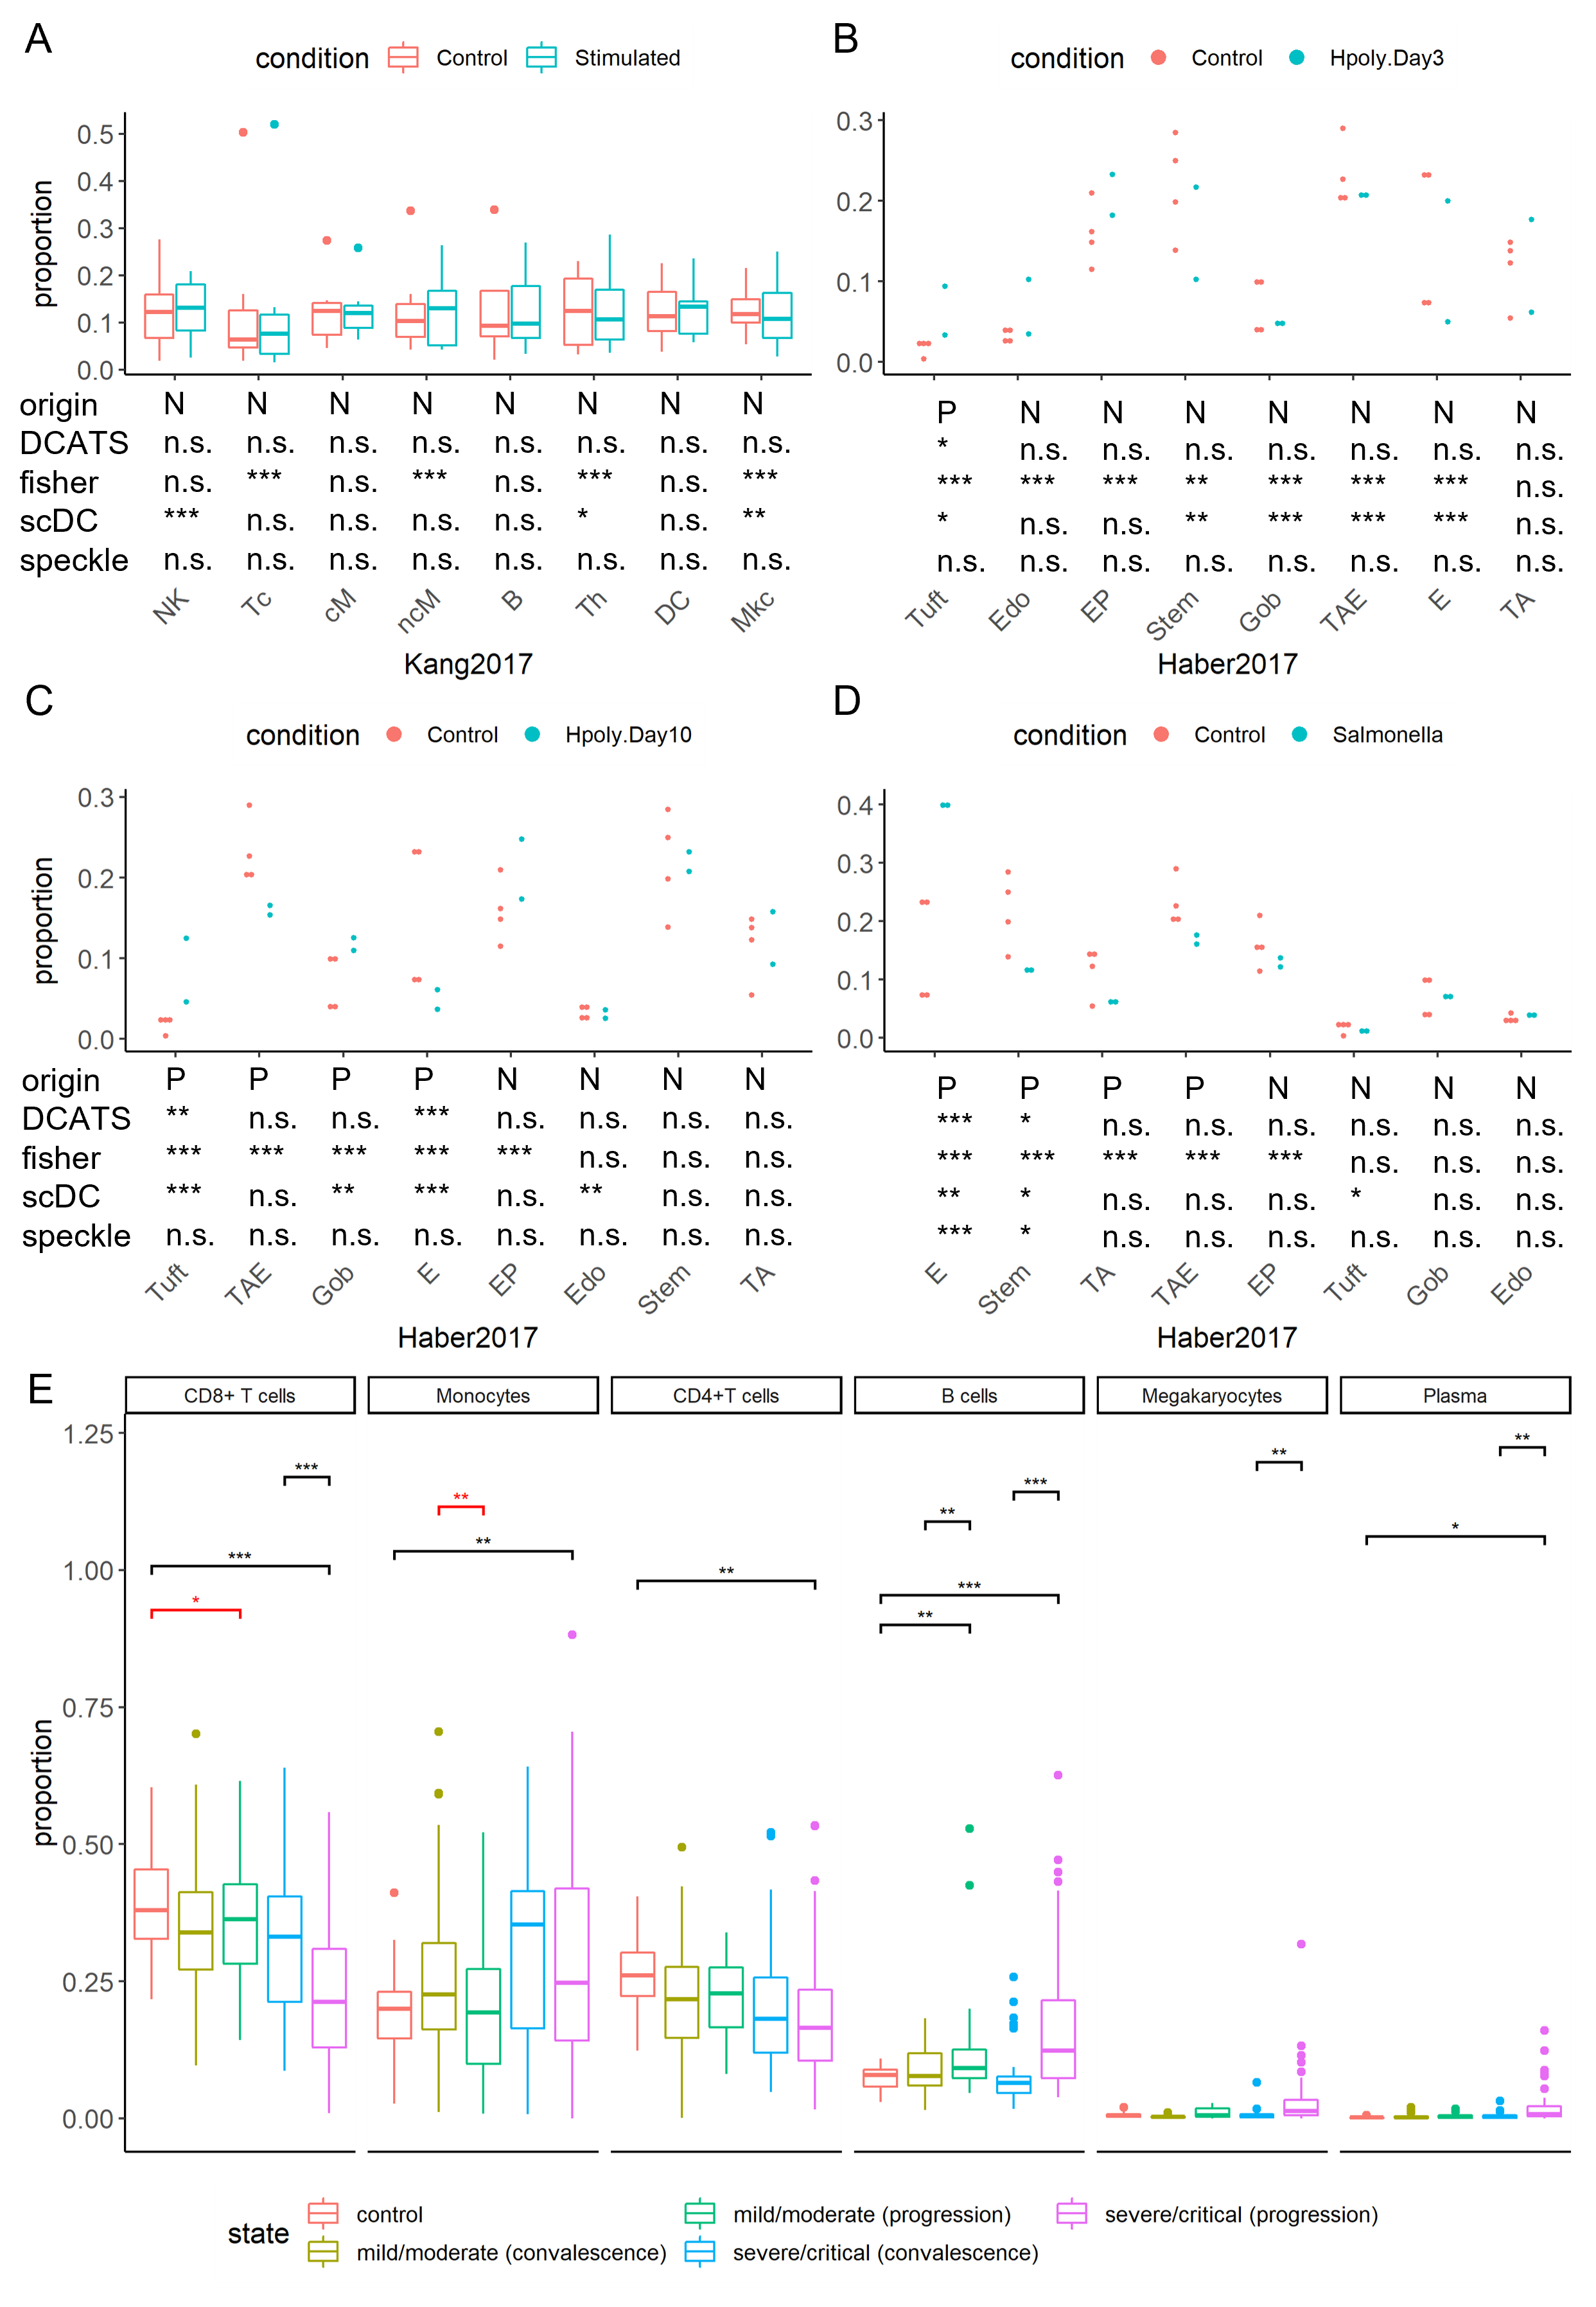 A
condition Control Stimulated
0.5
0.4
0.3
0.2
0.1
0.0
proportion
origin N N N N N N N N
DCATS n.s. n.s. n.s. n.s. n.s. n.s. n.s. n.s.
fisher n.s. *** n.s. *** n.s. *** n.s. ***
scDC *** n.s. n.s. n.s. n.s. * n.s. **
speckle n.s. n.s. n.s. n.s. n.s. n.s. n.s. n.s.
NK Tc cM ncM B Th DC Mkc
Kang2017
B
condition Control Hpoly.Day3
0.3
0.2
0.1
0.0
P N N N N N N N
* n.s. n.s. n.s. n.s. n.s. n.s. n.s.
*** *** *** ** *** *** *** n.s.
* n.s. n.s. ** *** *** *** n.s.
n.s. n.s. n.s. n.s. n.s. n.s. n.s. n.s.
Tuft Edo EP Stem Gob TAE E TA
Haber2017
C
condition Control Hpoly.Day10
0.3
0.2
0.1
0.0
proportion
origin P P P P N N N N
DCATS ** n.s. n.s. *** n.s. n.s. n.s. n.s.
fisher *** *** *** *** *** n.s. n.s. n.s.
scDC *** n.s. ** *** n.s. ** n.s. n.s.
speckle n.s. n.s. n.s. n.s. n.s. n.s. n.s. n.s.
Tuft TAE Gob E EP Edo Stem TA
Haber2017
D
condition Control Salmonella
0.4
0.3
0.2
0.1
0.0
P P P P N N N N
*** * n.s. n.s. n.s. n.s. n.s. n.s.
*** *** *** *** *** n.s. n.s. n.s.
** * n.s. n.s. n.s. * n.s. n.s.
*** * n.s. n.s. n.s. n.s. n.s. n.s.
E Stem TA TAE EP Tuft Gob Edo
Haber2017
E
CD8+ T cells Monocytes CD4+T cells B cells Megakaryocytes Plasma
1.25
1.00
0.75
0.50
0.25
0.00
proportion
***
***
*
**
**
**
***
**
***
**
**
**
*
state control mild/moderate (progression) severe/critical (progression)
mild/moderate (convalescence) severe/critical (convalescence)